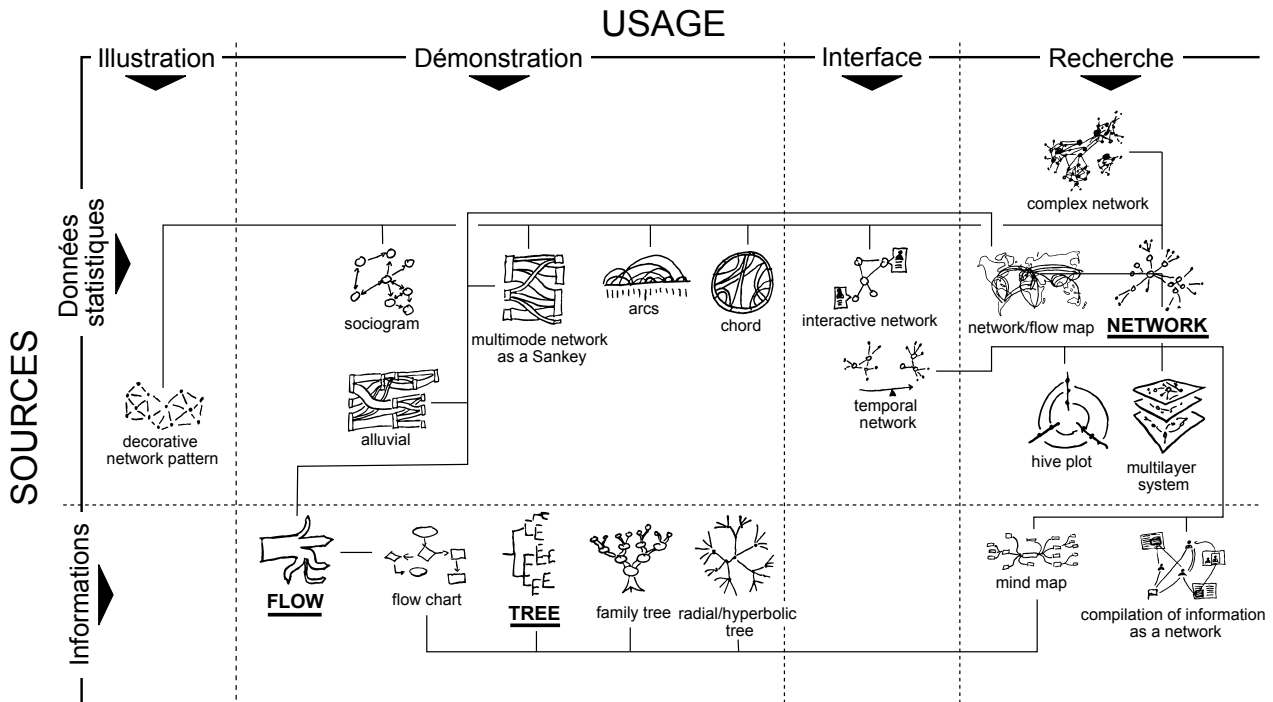 USAGE
Illustration
Démonstration
Interface
Recherche
SOURCES
Données
statistiques
complex network
sociogram
multimode network
as a Sankey
arcs
chord
interactive network
network/flow map
NETWORK
decorative
network pattern
alluvial
temporal
network
hive plot
multilayer
system
Informations
FLOW
flow chart
TREE
family tree
radial/hyperbolic
tree
mind map
compilation of information
as a network